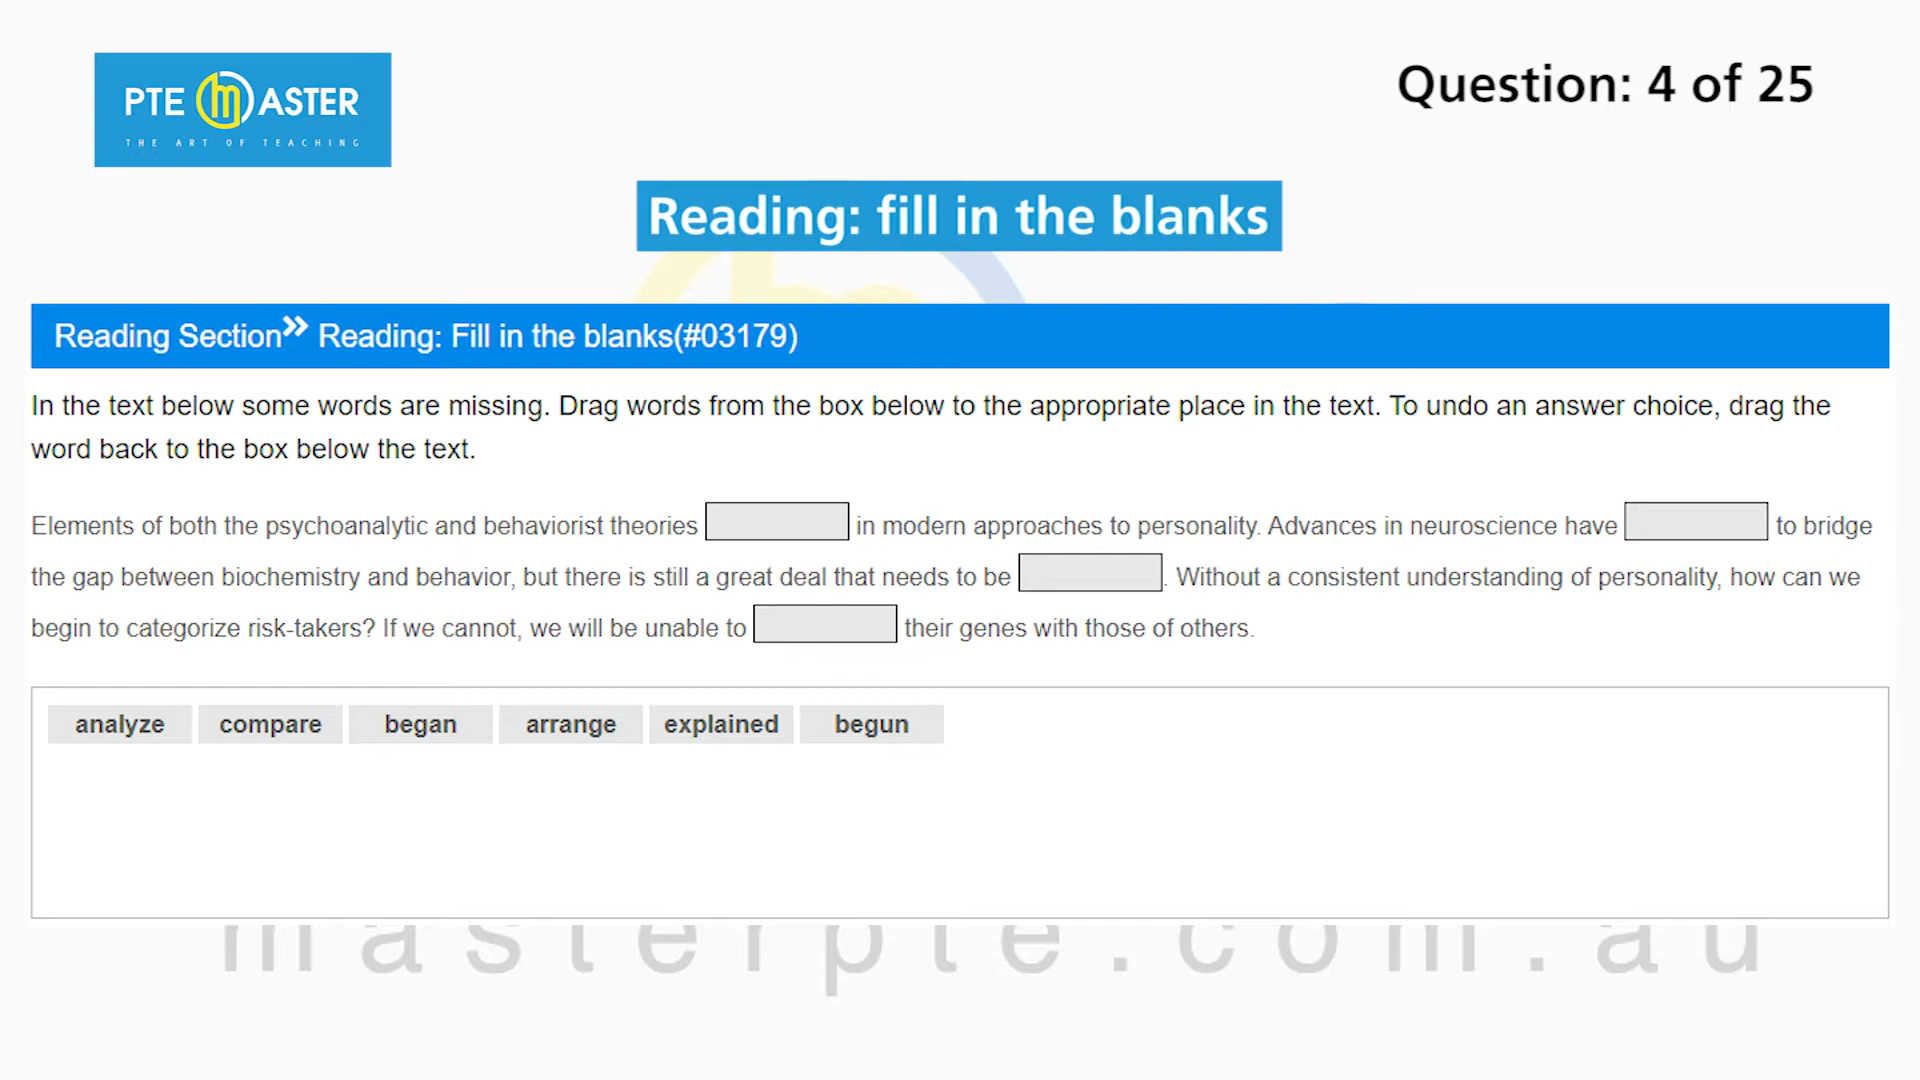 PTE MASTER
THE ART OF TEACHING
Question: 4 of 25
Reading: fill in the blanks
Reading Section» Reading: Fill in the blanks(#03179)
In the text below some words are missing. Drag words from the box below to the appropriate place in the text. To undo an answer choice, drag the
word back to the box below the text.
Elements of both the psychoanalytic and behaviorist theories in modern approaches to personality. Advances in neuroscience have to bridge
the gap between biochemistry and behavior, but there is still a great deal that needs to be . Without a consistent understanding of personality, how can we
begin to categorize risk-takers? If we cannot, we will be unable to their genes with those of others.
analyze compare began arrange explained begun
masterpte.com.au